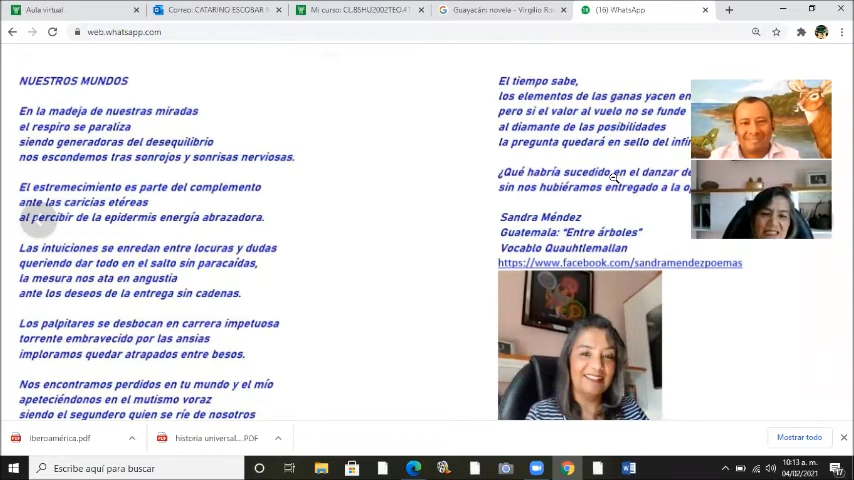 Aula virtual
Correo: CATARINO ESCOBAR M
Mi curso: CL.BSHU2002TEO.41
Guayacán: novela - Virgilio Ro
(16) WhatsApp
web.whatsapp.com
NUESTROS MUNDOS
En la madeja de nuestras miradas
el respiro se paraliza
siendo generadoras del desequilibrio
nos escondemos tras sonrojos y sonrisas nerviosas.
El estremecimiento es parte del complemento
ante las caricias etéreas
al percibir de la epidermis energía abrazadora.
Las intuiciones se enredan entre locuras y dudas
queriendo dar todo en el salto sin paracaídas,
la mesura nos ata en angustia
ante los deseos de la entrega sin cadenas.
Los palpitares se desbocan en carrera impetuosa
torrente embravecido por las ansias
imploramos quedar atrapados entre besos.
Nos encontramos perdidos en tu mundo y el mío
apeteciéndonos en el mutismo voraz
siendo el segundero quien se ríe de nosotros
El tiempo sabe,
los elementos de las ganas yacen en
pero si el valor al vuelo no se funde
al diamante de las posibilidades
la pregunta quedará en sello del infi
¿Qué habría sucedido en el danzar de
sin nos hubiéramos entregado a la o
Sandra Méndez
Guatemala: “Entre árboles”
Vocablo Quauhtlemallan
https://www.facebook.com/sandramendezpoemas
Iberoamérica.pdf
historia universal....PDF
Mostrar todo
Escribe aquí para buscar
10:13 a. m.
04/02/2021
17